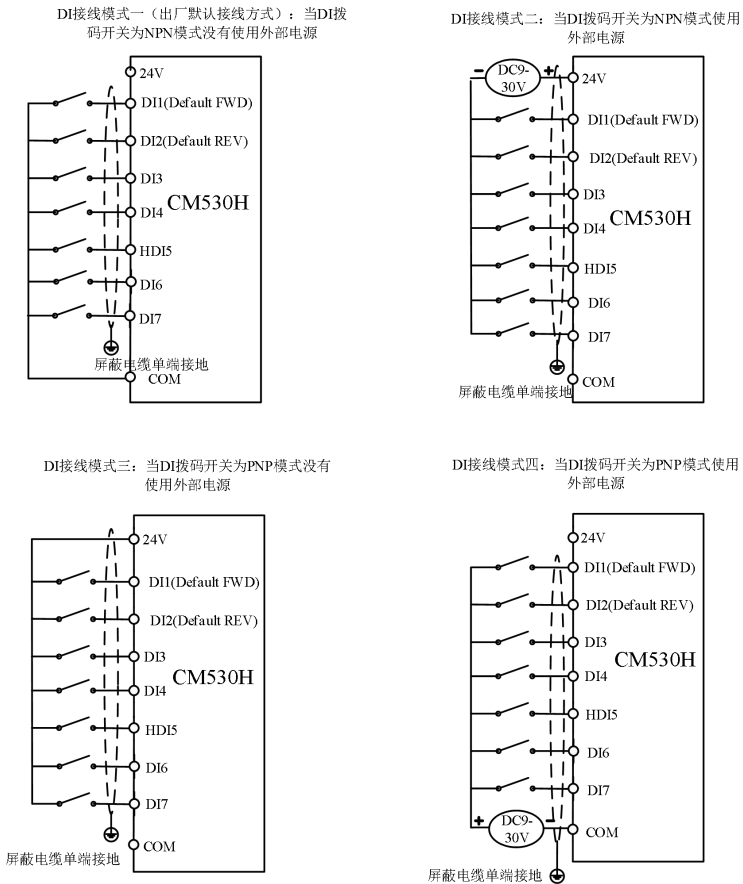 DI接线模式一（出厂默认接线方式）：当DI拨
码开关为NPN模式没有使用外部电源
24V
DI1(Default FWD)
DI2(Default REV)
DI3
CM530H
DI4
HDI5
DI6
DI7
屏蔽电缆单端接地
COM
DI接线模式二：当DI拨码开关为NPN模式使用
外部电源
− DC9-
30V
+
24V
DI1(Default FWD)
DI2(Default REV)
DI3
CM530H
DI4
HDI5
DI6
DI7
COM
屏蔽电缆单端接地
DI接线模式三：当DI拨码开关为PNP模式没有
使用外部电源
24V
DI1(Default FWD)
DI2(Default REV)
DI3
CM530H
DI4
HDI5
DI6
DI7
COM
屏蔽电缆单端接地
DI接线模式四：当DI拨码开关为PNP模式使用
外部电源
24V
DI1(Default FWD)
DI2(Default REV)
DI3
CM530H
DI4
HDI5
DI6
DI7
+ DC9-
30V
−
COM
屏蔽电缆单端接地